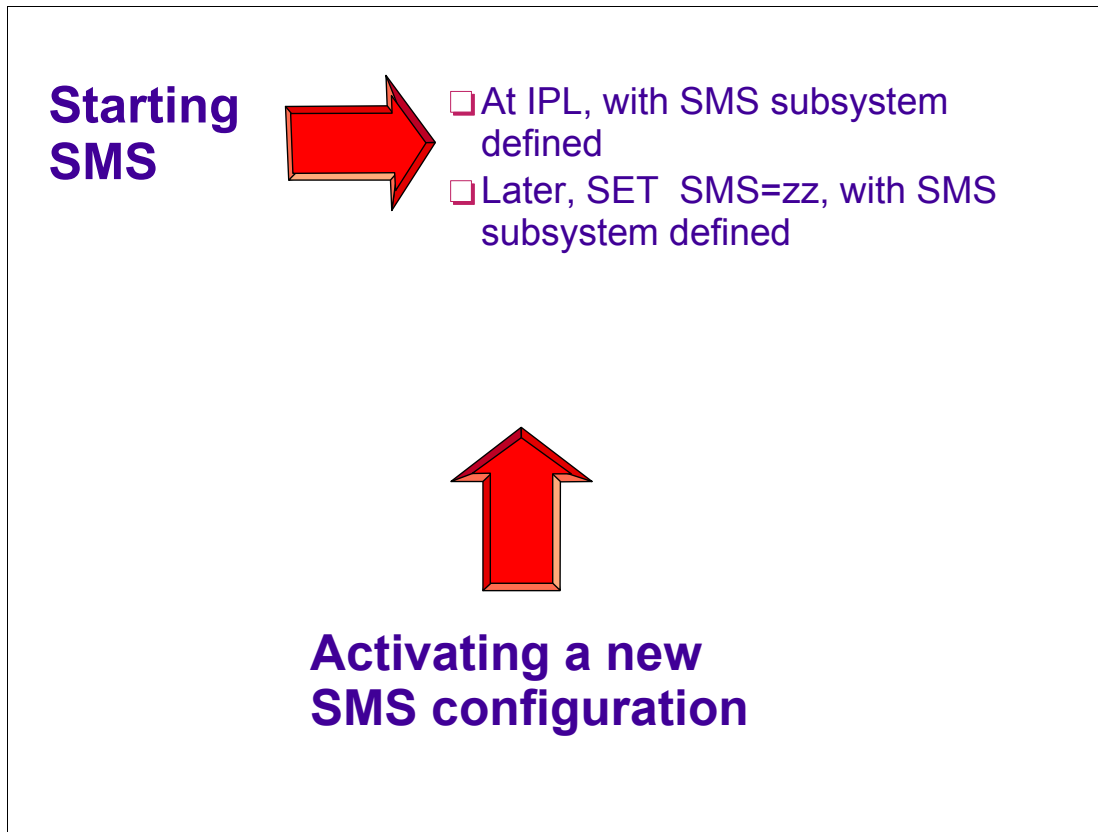 Starting
SMS
At IPL, with SMS subsystem
defined
Later, SET SMS=zz, with SMS
subsystem defined
Activating a new
SMS configuration